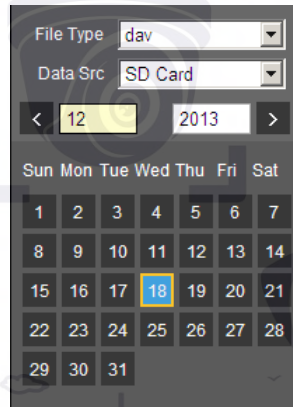 File Type dav
Data Src SD Card
< 12 2013 >
Sun Mon Tue Wed Thu Fri Sat
1 2 3 4 5 6 7
8 9 10 11 12 13 14
15 16 17 18 19 20 21
22 23 24 25 26 27 28
29 30 31